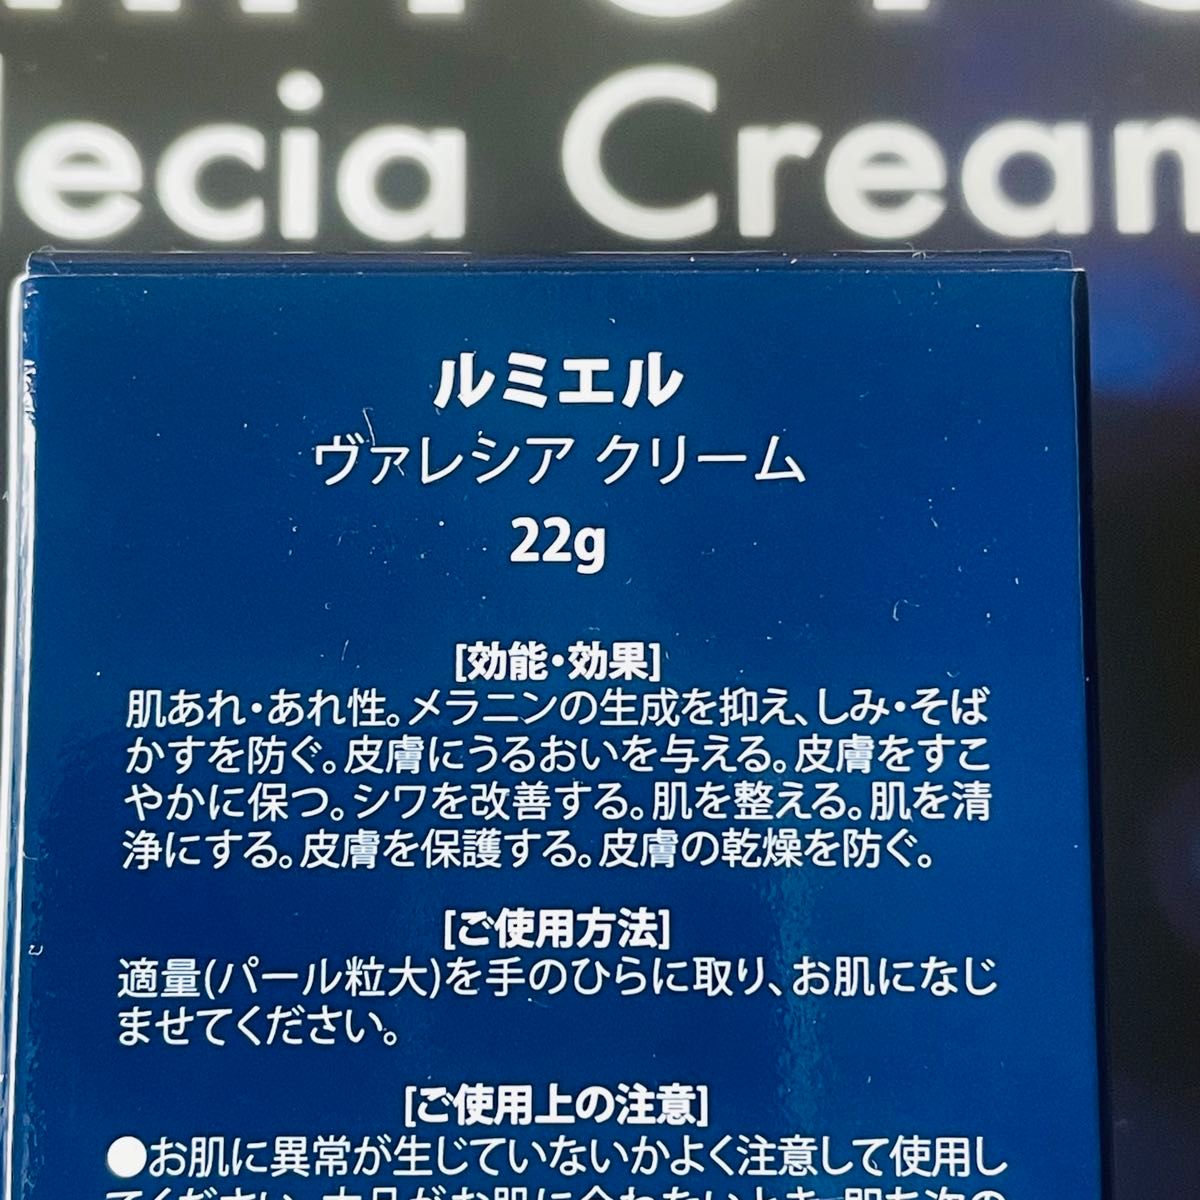 ecia Crea
ルミエル
ヴァレシア クリーム
22g
[効能・効果]
肌あれ・あれ性。メラニンの生成を抑え、しみ・そば
かすを防ぐ。皮膚にうるおいを与える。皮膚をすこ
やかに保つ。シワを改善する。肌を整える。肌を清
浄にする。皮膚を保護する。皮膚の乾燥を防ぐ。
[ご使用方法]
適量(パール粒大)を手のひらに取り、お肌になじ
ませてください。
[ご使用上の注意]
●お肌に異常が生じていないかよく注意して使用し